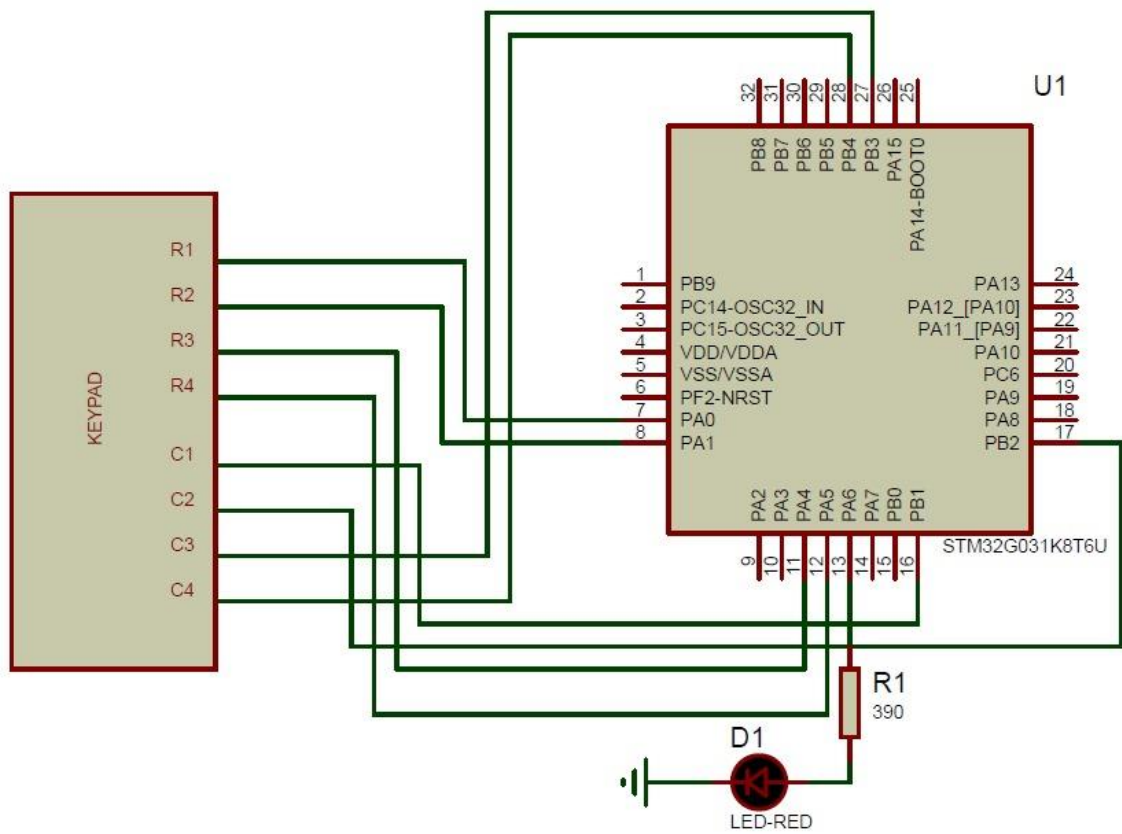 U1
32
31
30
29
28
27
26
25
PB8
PB7
PB6
PB5
PB4
PB3
PA15
PA14-BOOT0
KEYPAD
R1
R2
R3
R4
C1
C2
C3
C4
1 PB9
2 PC14-OSC32_IN
3 PC15-OSC32_OUT
4 VDD/VDDA
5 VSS/VSSA
6 PF2-NRST
7 PA0
8 PA1
PA13 24
PA12_[PA10] 23
PA11_[PA9] 22
PA10 21
PC6 20
PA9 19
PA8 18
PB2 17
PA2
PA3
PA4
PA5
PA6
PA7
PB0
PB1
9
10
11
12
13
14
15
16
STM32G031K8T6U
R1
390
D1
LED-RED